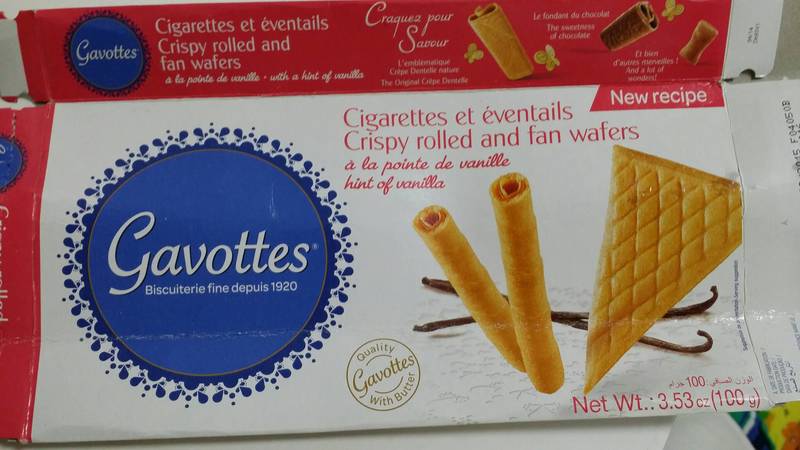 Gavottes
Cigarettes et éventails
Crispy rolled and
fan wafers
à la pointe de vanille - with a hint of vanilla
Craquez pour
Savour
L'emblématique
Crêpe Dentelle nature
The Original Crêpe Dentelle
Le fondant du chocolat
The sweetness
of chocolate
Et bien
d'autres merveilles !
And a lot of
wonders!
New recipe
Cigarettes et éventails
Crispy rolled and fan wafers
à la pointe de vanille
hint of vanilla
Gavottes®
Biscuiterie fine depuis 1920
Quality
Gavottes
With Butter
الوزن الصافي: 100 جرام
Net Wt.: 3.53 oz (100 g)